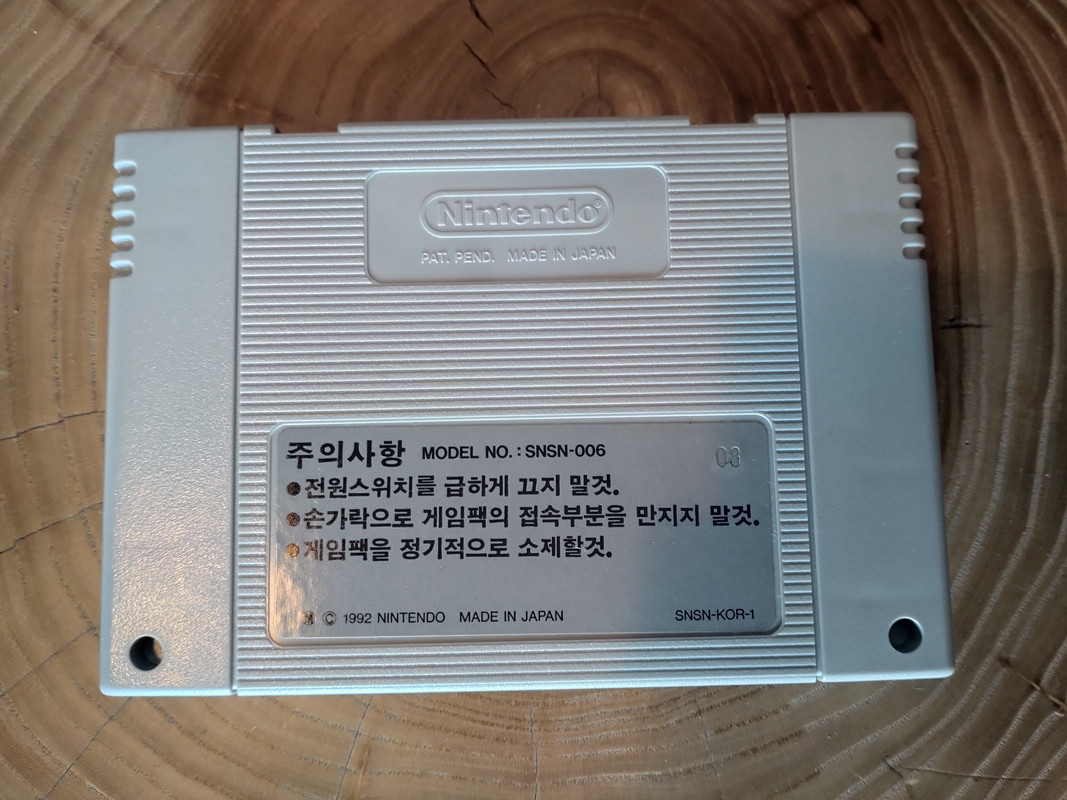 Nintendo®
PAT. PEND. MADE IN JAPAN
주의사항 MODEL NO.: SNSN-006
03
●전원스위치를 급하게 끄지 말것.
●손가락으로 게임팩의 접속부분을 만지지 말것.
●게임팩을 정기적으로 소제할것.
Ⓜ © 1992 NINTENDO MADE IN JAPAN SNSN-KOR-1